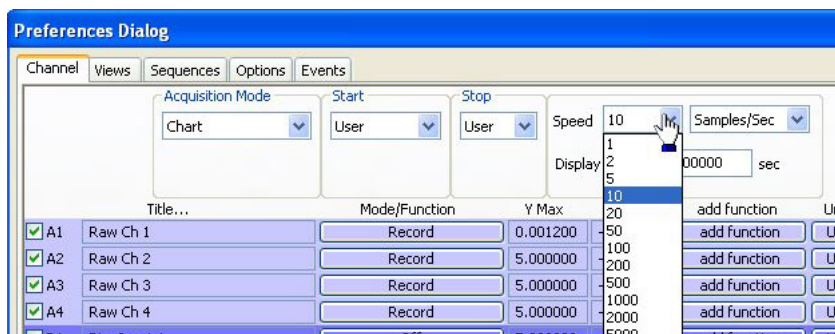 Preferences Dialog
Channel Views Sequences Options Events
Acquisition Mode Start Stop
Chart User User Speed 10 Samples/Sec
Display 00000 sec
1
2
5
10
20
50
100
200
500
1000
2000
5000
Title... Mode/Function Y Max add function
A1 Raw Ch 1 Record 0.001200 add function
A2 Raw Ch 2 Record 5.000000 add function
A3 Raw Ch 3 Record 5.000000 add function
A4 Raw Ch 4 Record 5.000000 add function